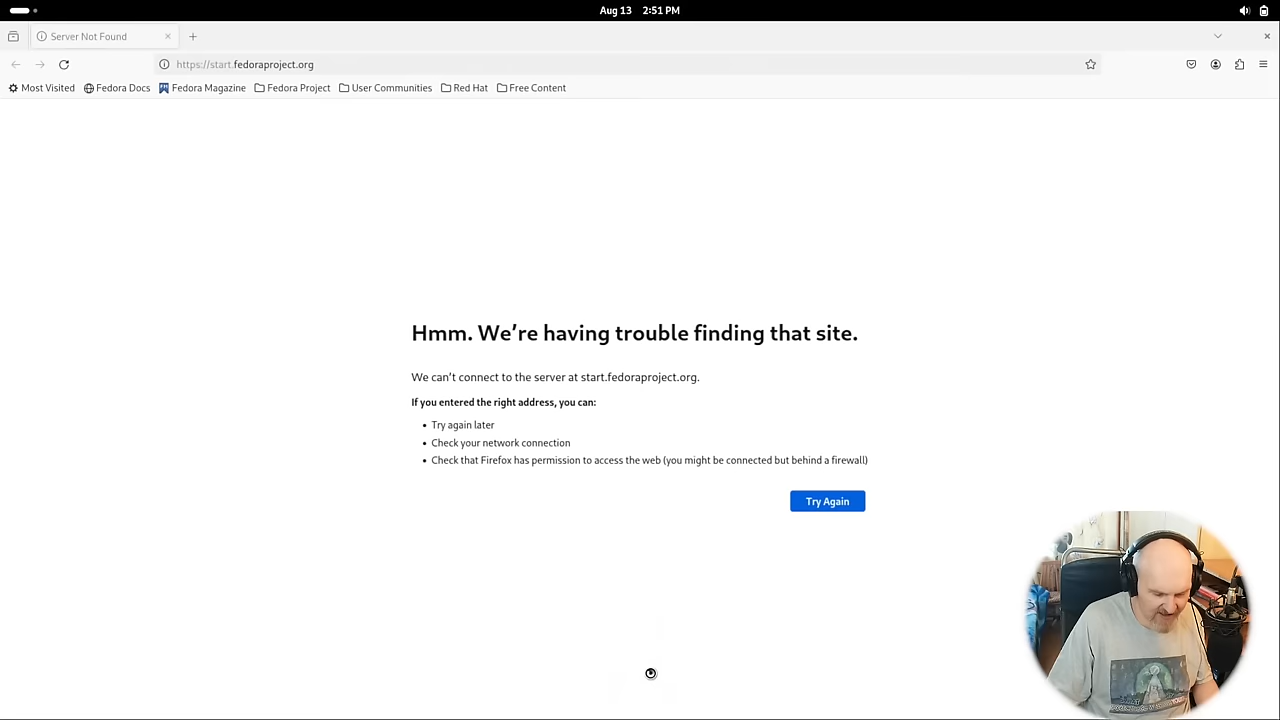 Aug 13 2:51 PM
Server Not Found
https://start.fedoraproject.org
Most Visited Fedora Docs Fedora Magazine Fedora Project User Communities Red Hat Free Content
Hmm. We're having trouble finding that site.
We can't connect to the server at start.fedoraproject.org.
If you entered the right address, you can:
• Try again later
• Check your network connection
• Check that Firefox has permission to access the web (you might be connected but behind a firewall)
Try Again